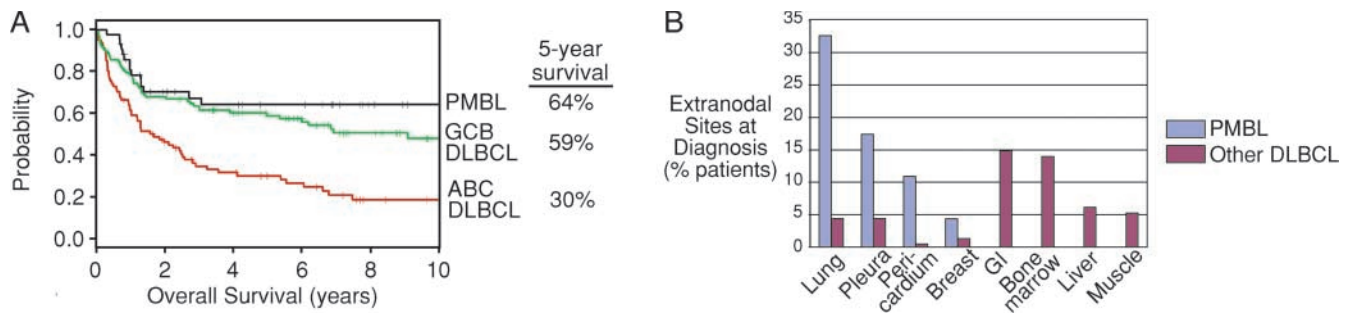 A
1.0
0.8
0.6
0.4
0.2
0.0
Probability
0 2 4 6 8 10
Overall Survival (years)
5-year
survival
PMBL 64%
GCB
DLBCL 59%
ABC
DLBCL 30%
B
35
30
25
20
15
10
5
0
Extranodal
Sites at
Diagnosis
(% patients)
Lung
Pleura
Peri-
cardium
Breast
GI
Bone
marrow
Liver
Muscle
PMBL
Other DLBCL